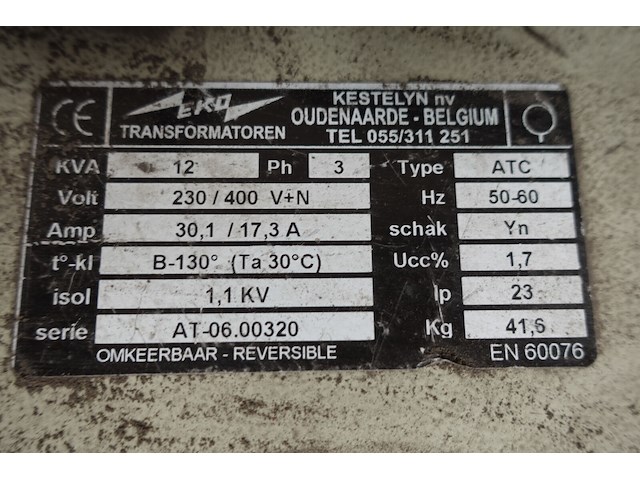 CE
EKO
TRANSFORMATOREN
KESTELYN nv
OUDENAARDE - BELGIUM
TEL 055/311 251
KVA 12 Ph 3 Type ATC
Volt 230 / 400 V+N Hz 50-60
Amp 30,1 / 17,3 A schak Yn
t°-kl B-130° (Ta 30°C) Ucc% 1,7
isol 1,1 KV Ip 23
serie AT-06.00320 Kg 41,6
OMKEERBAAR - REVERSIBLE EN 60076